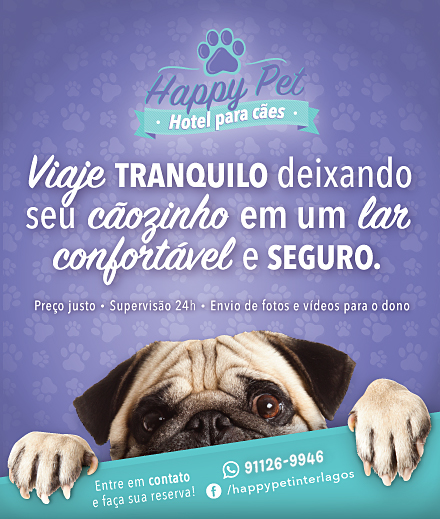 Happy Pet
• Hotel para cães •
Viaje TRANQUILO deixando
seu cãozinho em um lar
confortável e SEGURO.
Preço justo • Supervisão 24h • Envio de fotos e vídeos para o dono
Entre em contato
e faça sua reserva!
91126-9946
/happypetinterlagos